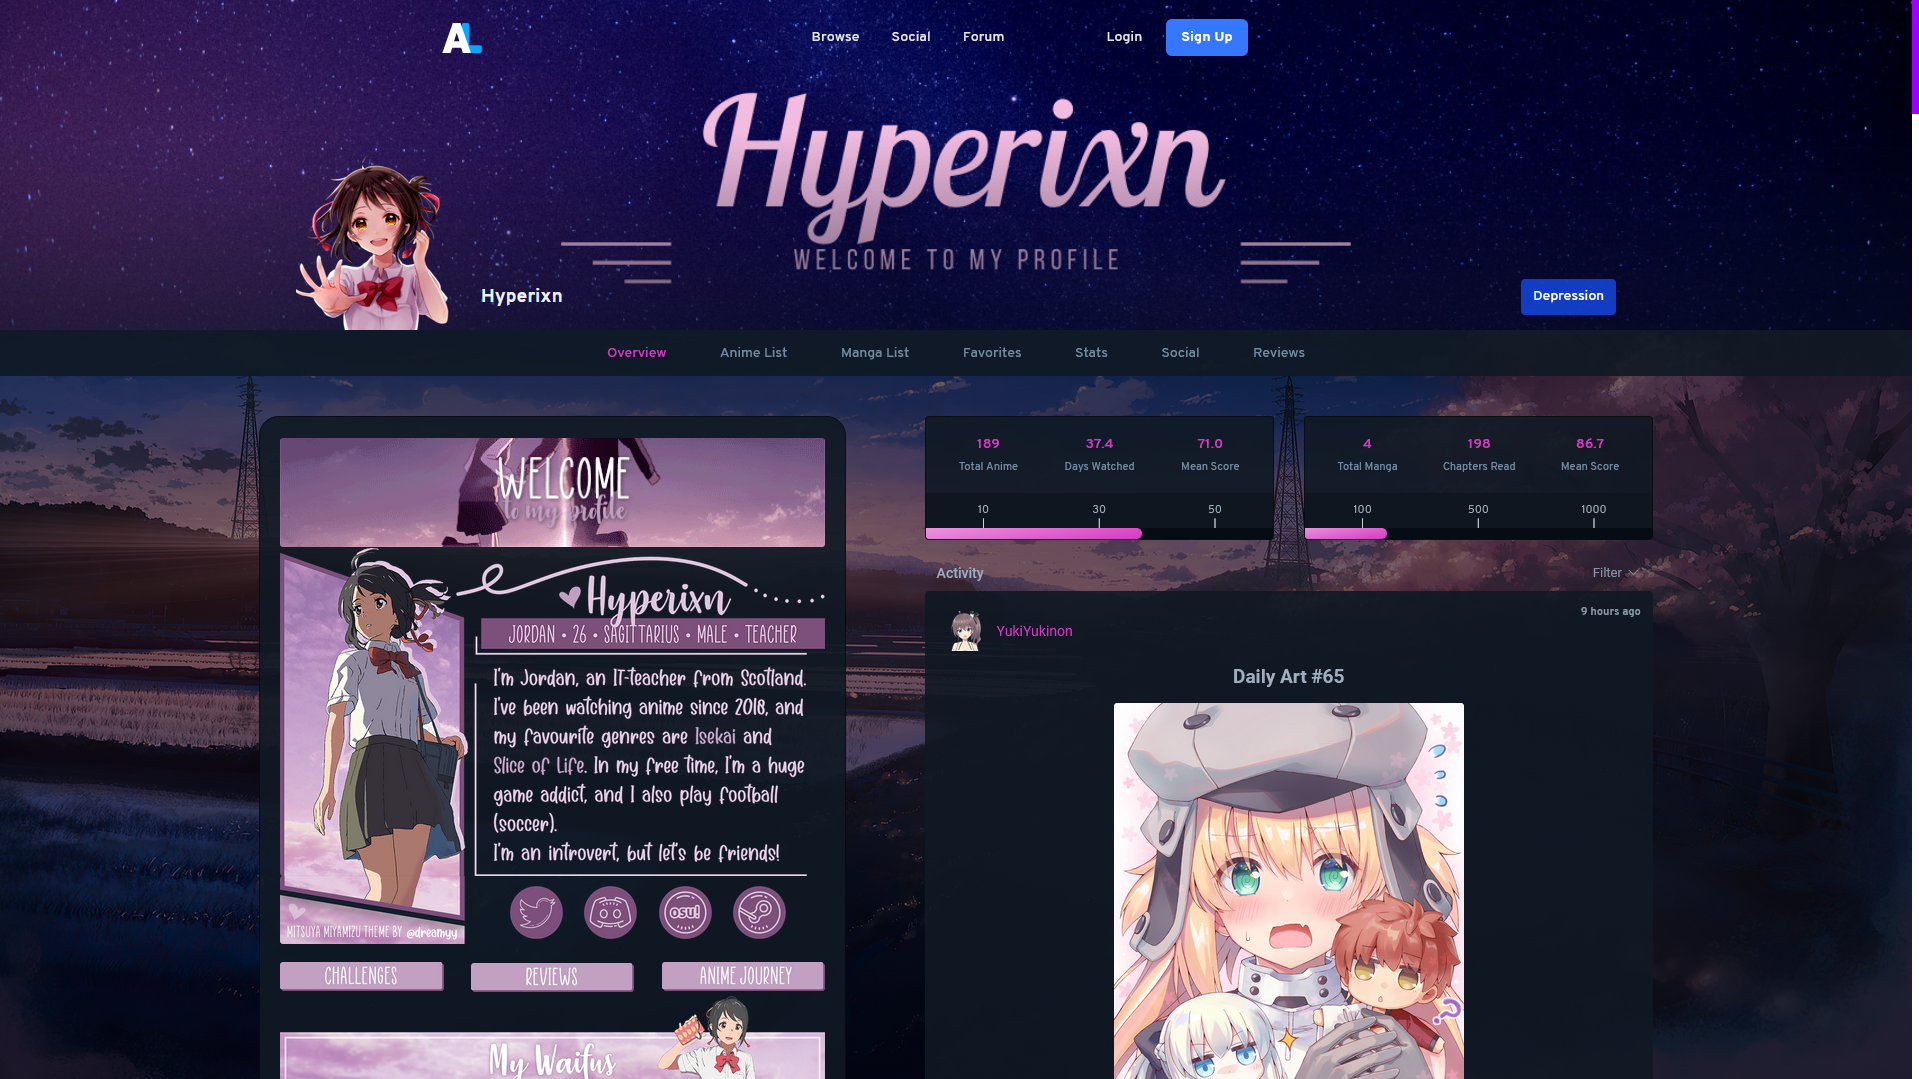 AL
Browse
Social
Forum
Login
Sign Up
Hyperixn
WELCOME TO MY PROFILE
Hyperixn
Depression
Overview
Anime List
Manga List
Favorites
Stats
Social
Reviews
WELCOME
to my profile
Hyperixn
JORDAN • 26 • SAGITTARIUS • MALE • TEACHER
I'm Jordan, an IT-teacher from Scotland.
I've been watching anime since 2018, and
my favourite genres are Isekai and
Slice of Life. In my free time, I'm a huge
game addict, and I also play football
(soccer).
I'm an introvert, but let's be friends!
osu!
MITSUYA MIYAMIZU THEME BY @dreamyy
CHALLENGES
REVIEWS
ANIME JOURNEY
My Waifus
189
37.4
71.0
Total Anime
Days Watched
Mean Score
10
30
50
4
198
86.7
Total Manga
Chapters Read
Mean Score
100
500
1000
Activity
Filter
9 hours ago
YukiYukinon
Daily Art #65
?